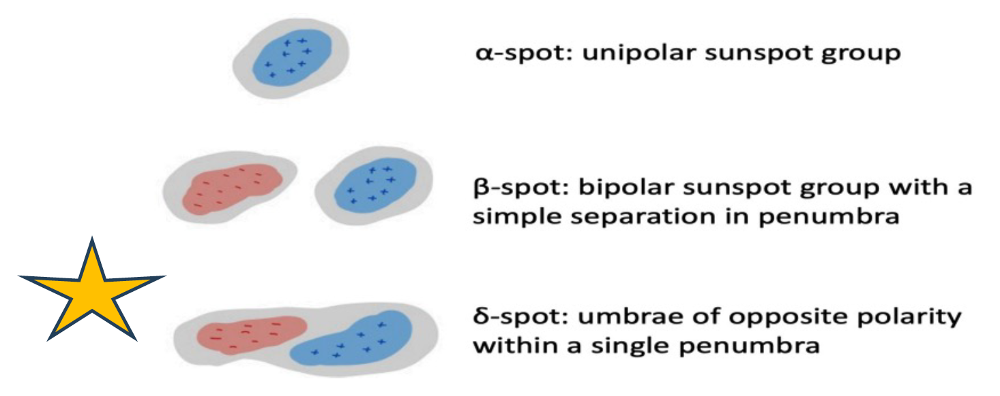 α-spot: unipolar sunspot group
β-spot: bipolar sunspot group with a
simple separation in penumbra
δ-spot: umbrae of opposite polarity
within a single penumbra